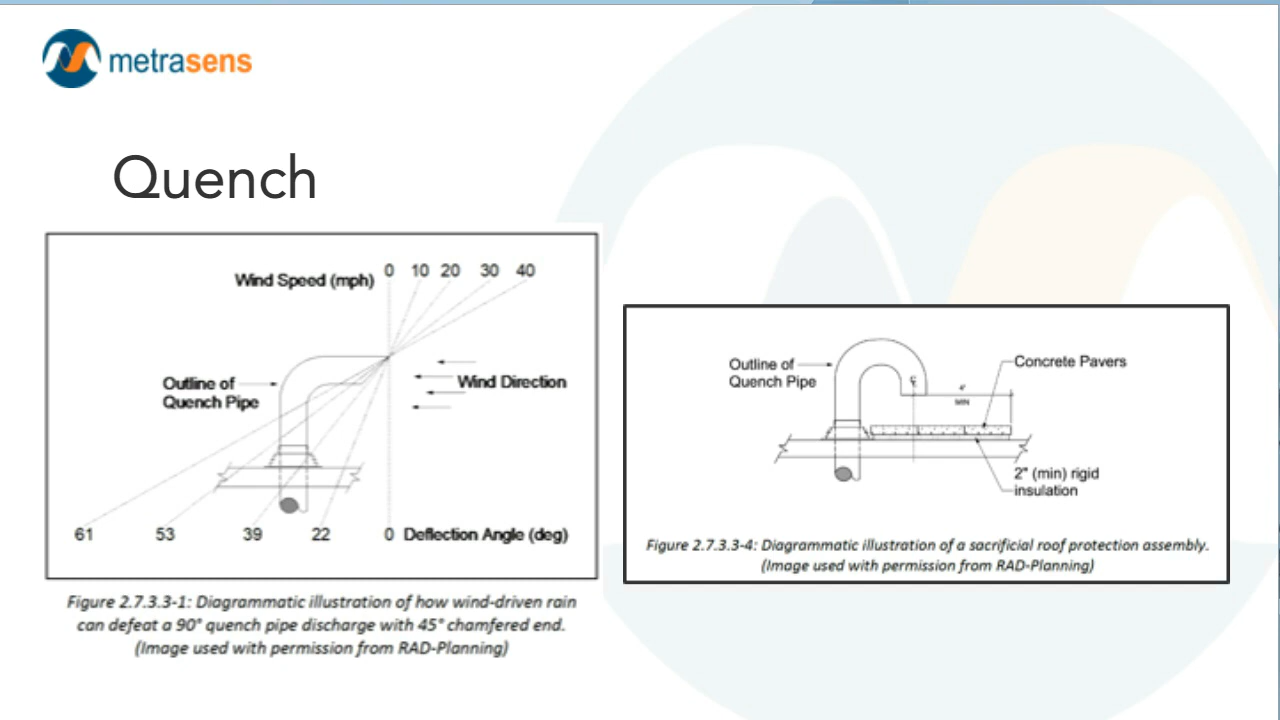 metrasens
Quench
Wind Speed (mph)
0 10 20 30 40
Outline of
Quench Pipe
Wind Direction
61 53 39 22 0 Deflection Angle (deg)
Figure 2.7.3.3-1: Diagrammatic illustration of how wind-driven rain
can defeat a 90° quench pipe discharge with 45° chamfered end.
(Image used with permission from RAD-Planning)
Outline of
Quench Pipe
Concrete Pavers
4'
MIN
2" (min) rigid
insulation
Figure 2.7.3.3-4: Diagrammatic illustration of a sacrificial roof protection assembly.
(Image used with permission from RAD-Planning)